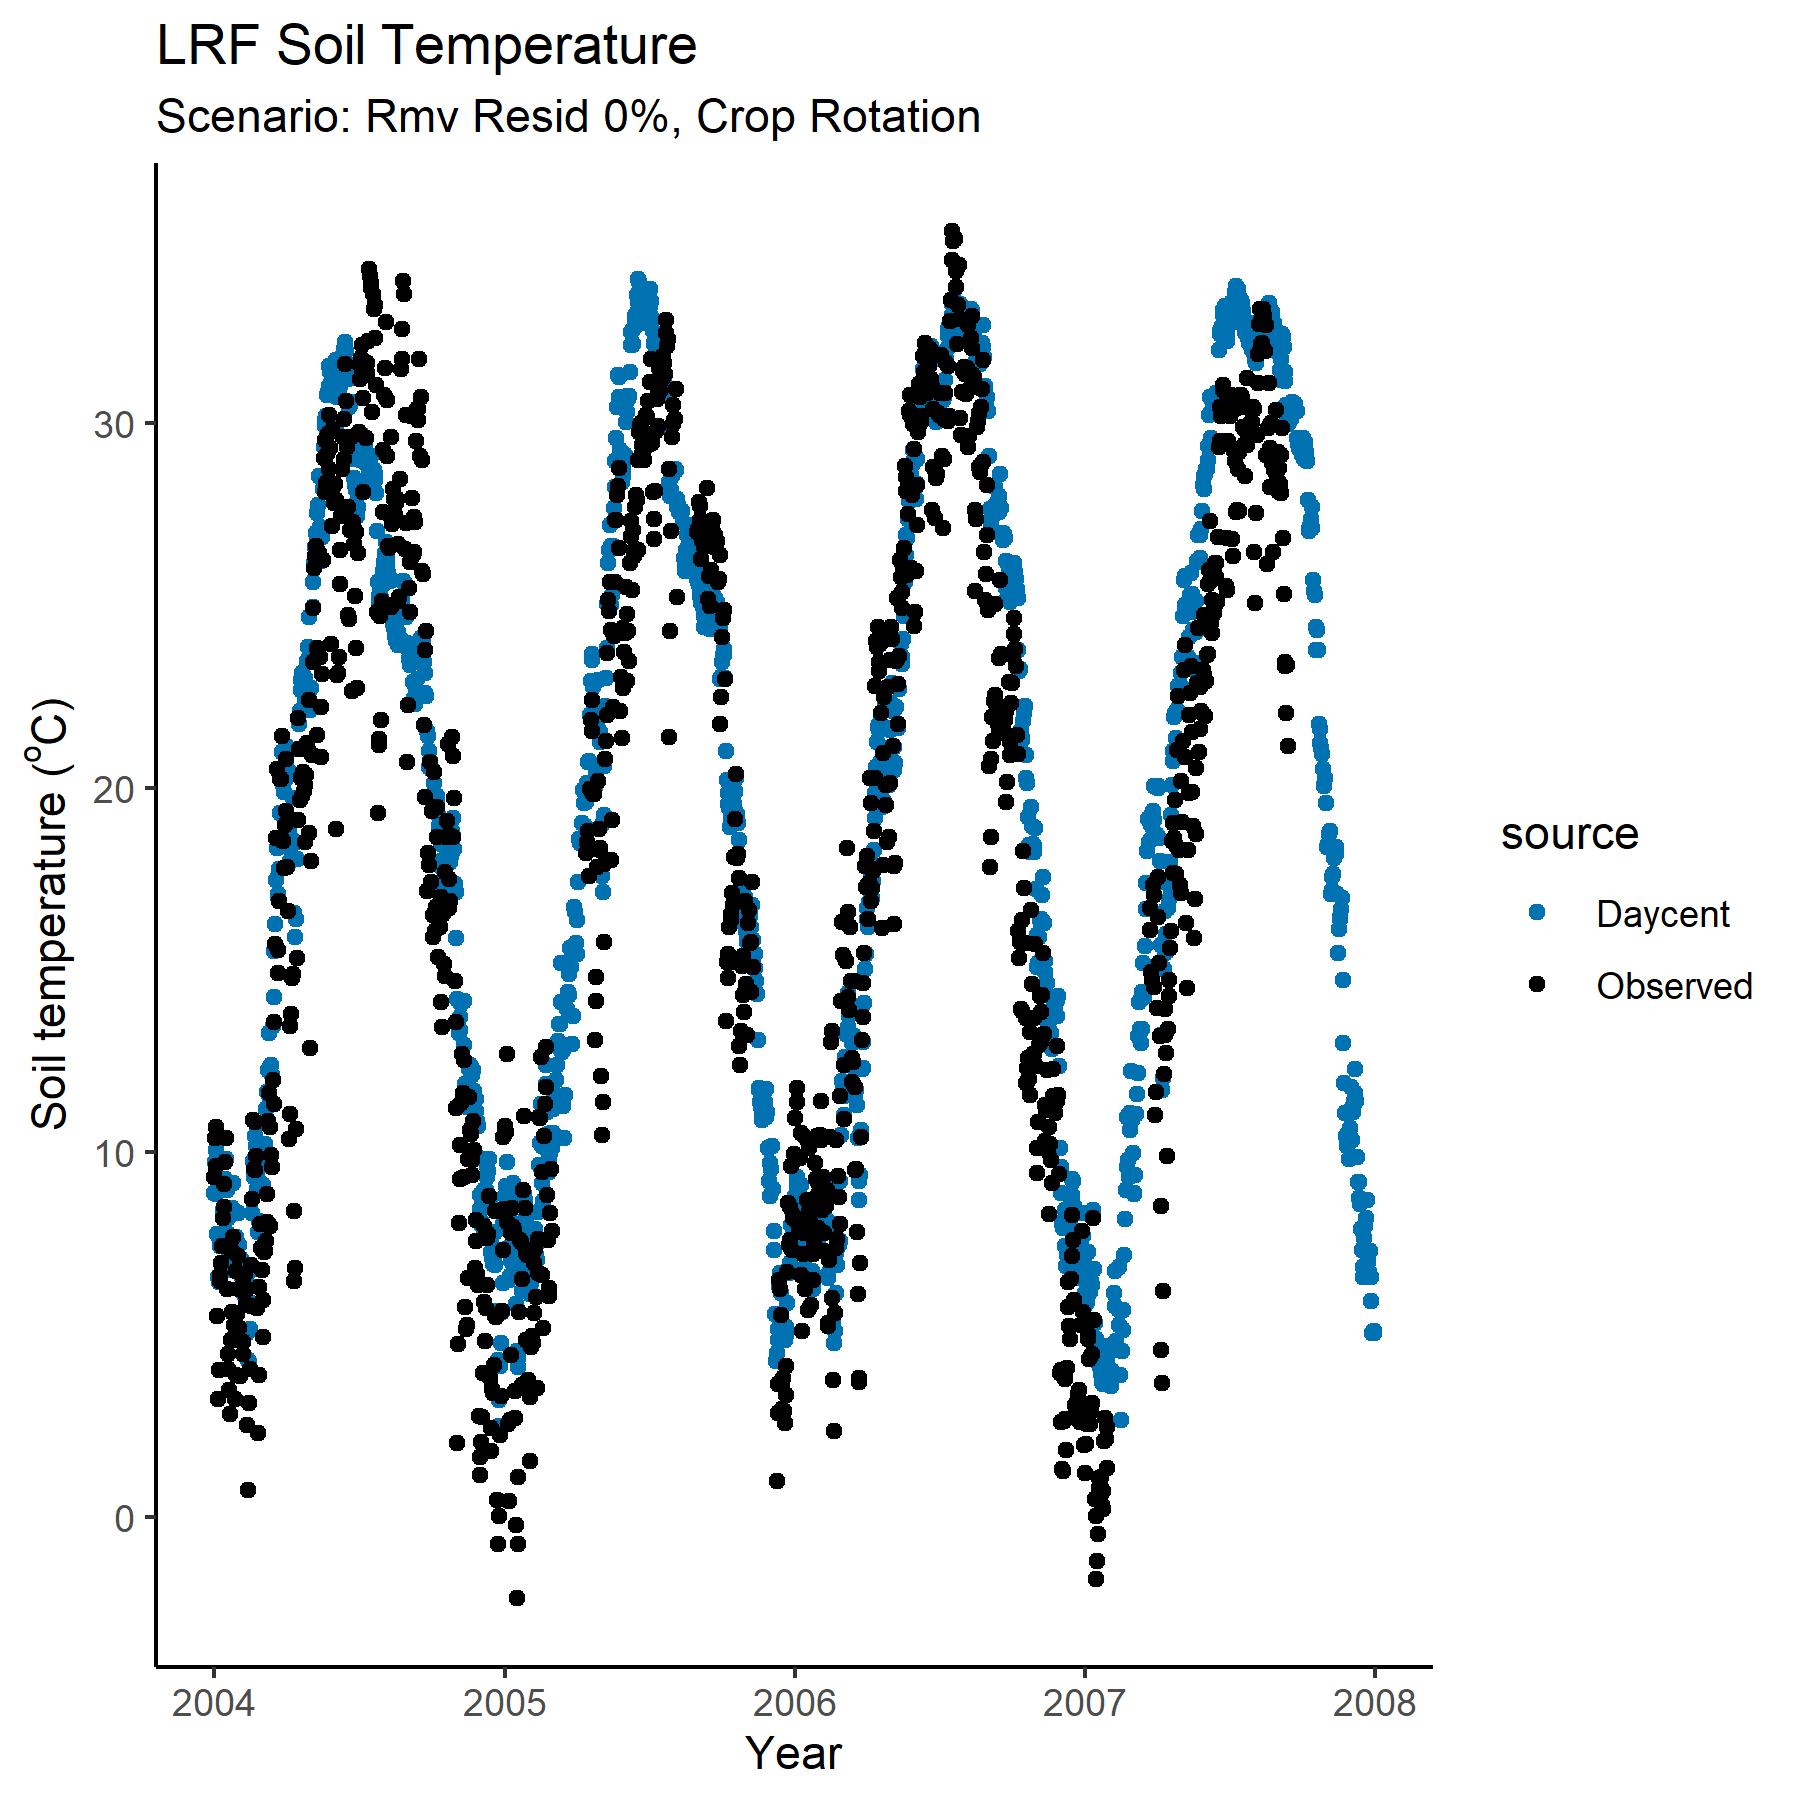 LRF Soil Temperature
Scenario: Rmv Resid 0%, Crop Rotation
Soil temperature (°C)
30
20
10
0
2004 2005 2006 2007 2008
Year
source
Daycent
Observed